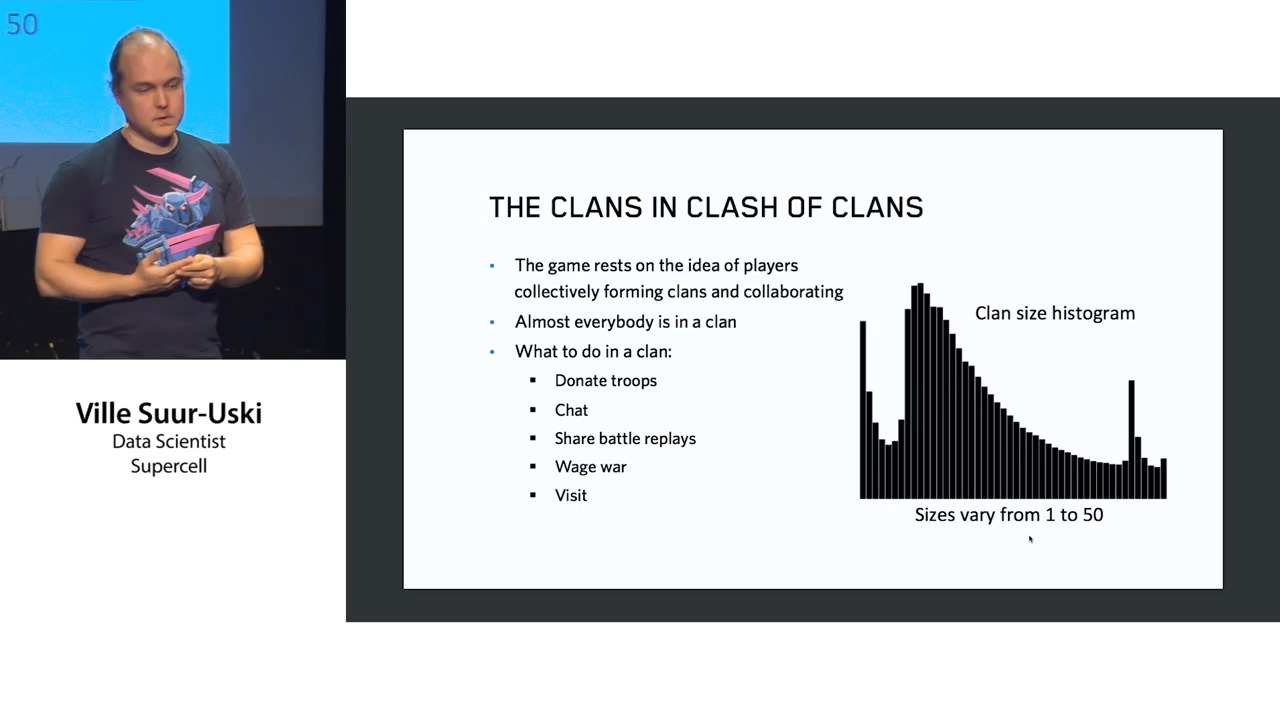 50
Ville Suur-Uski
Data Scientist
Supercell
THE CLANS IN CLASH OF CLANS
• The game rests on the idea of players
collectively forming clans and collaborating
• Almost everybody is in a clan
• What to do in a clan:
▪ Donate troops
▪ Chat
▪ Share battle replays
▪ Wage war
▪ Visit
Clan size histogram
Sizes vary from 1 to 50